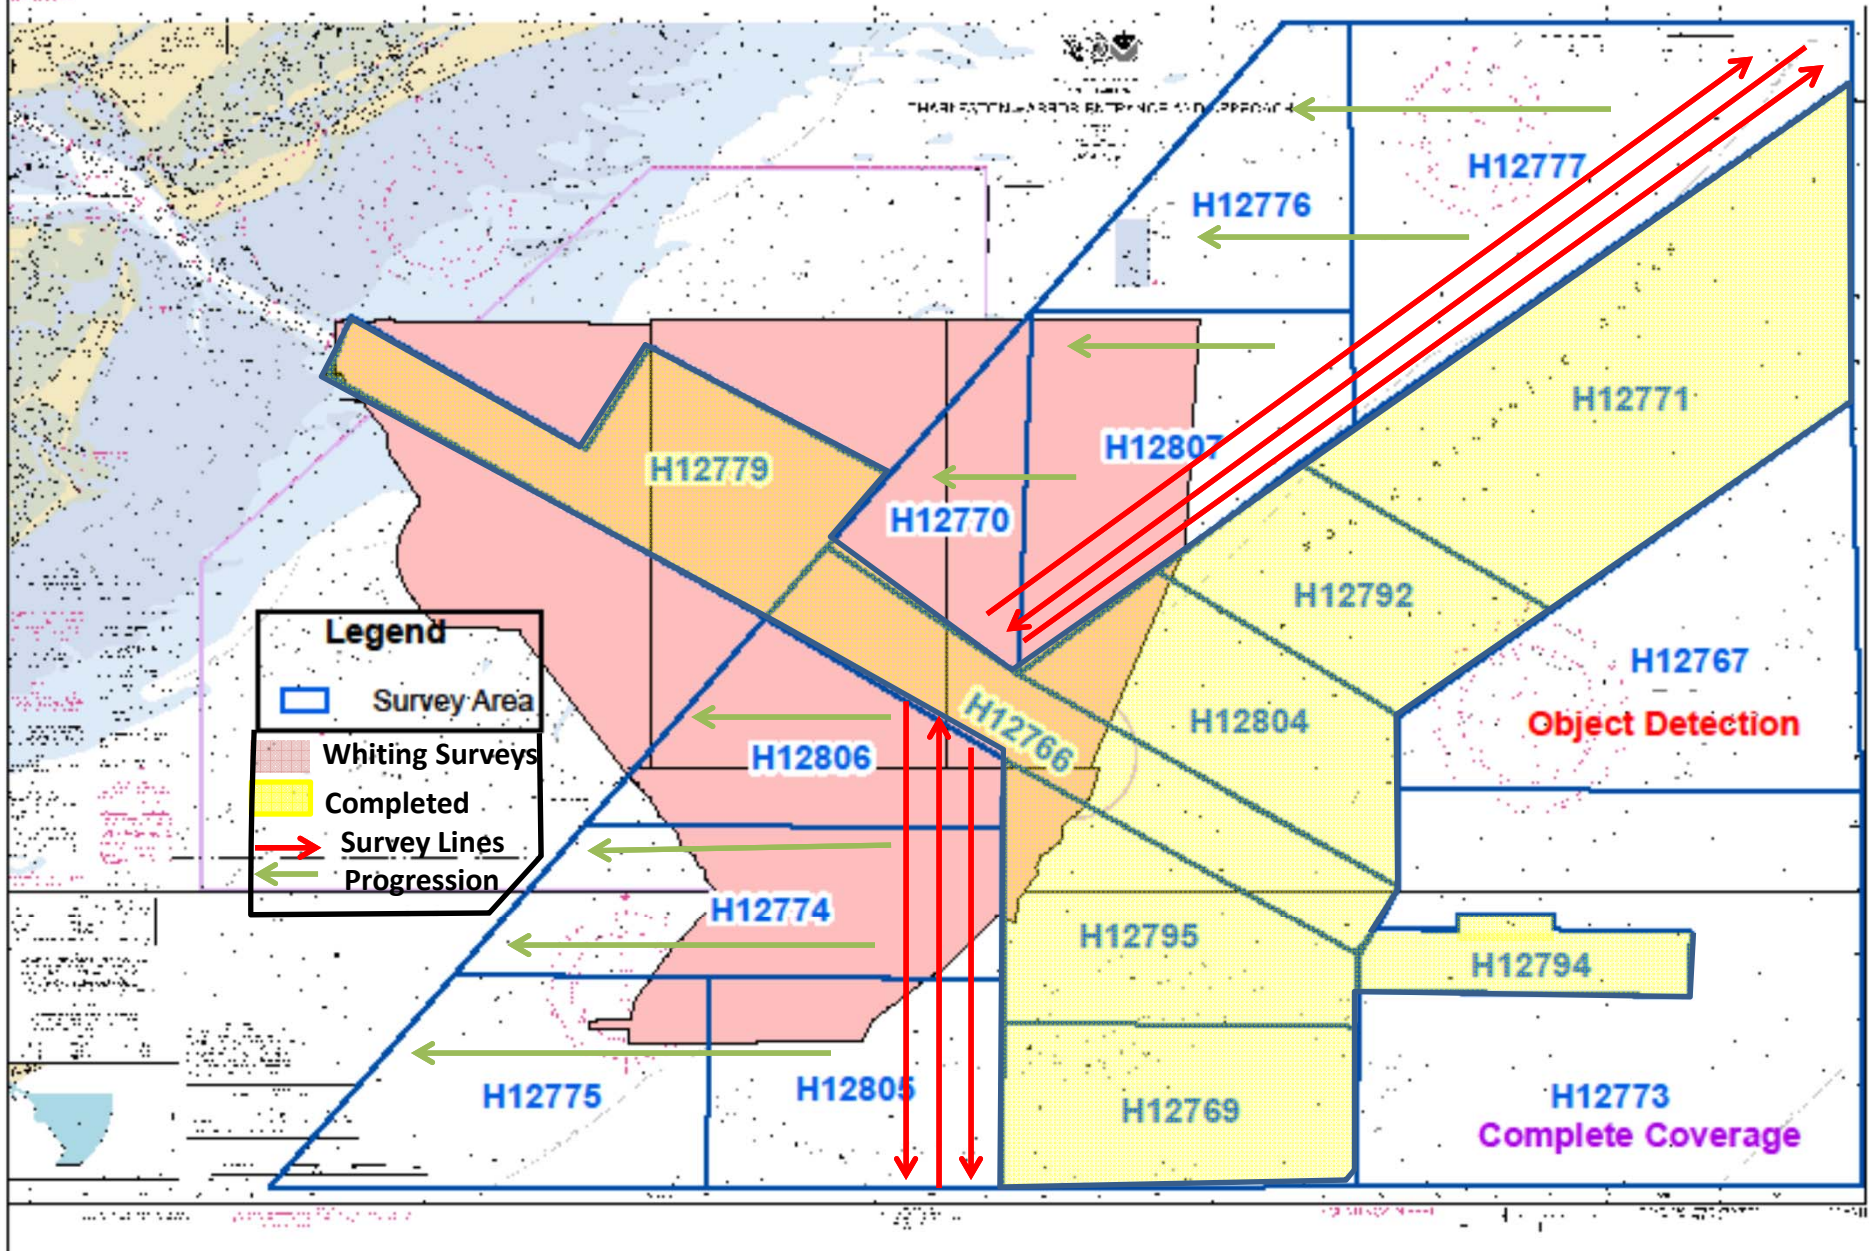 H12777
H12776
H12771
H12807
H12779
H12770
H12792
Legend
Survey Area
Whiting Surveys
Completed
Survey Lines
Progression
H12767
Object Detection
H12766
H12804
H12806
H12774
H12795
H12794
H12775
H12805
H12769
H12773
Complete Coverage